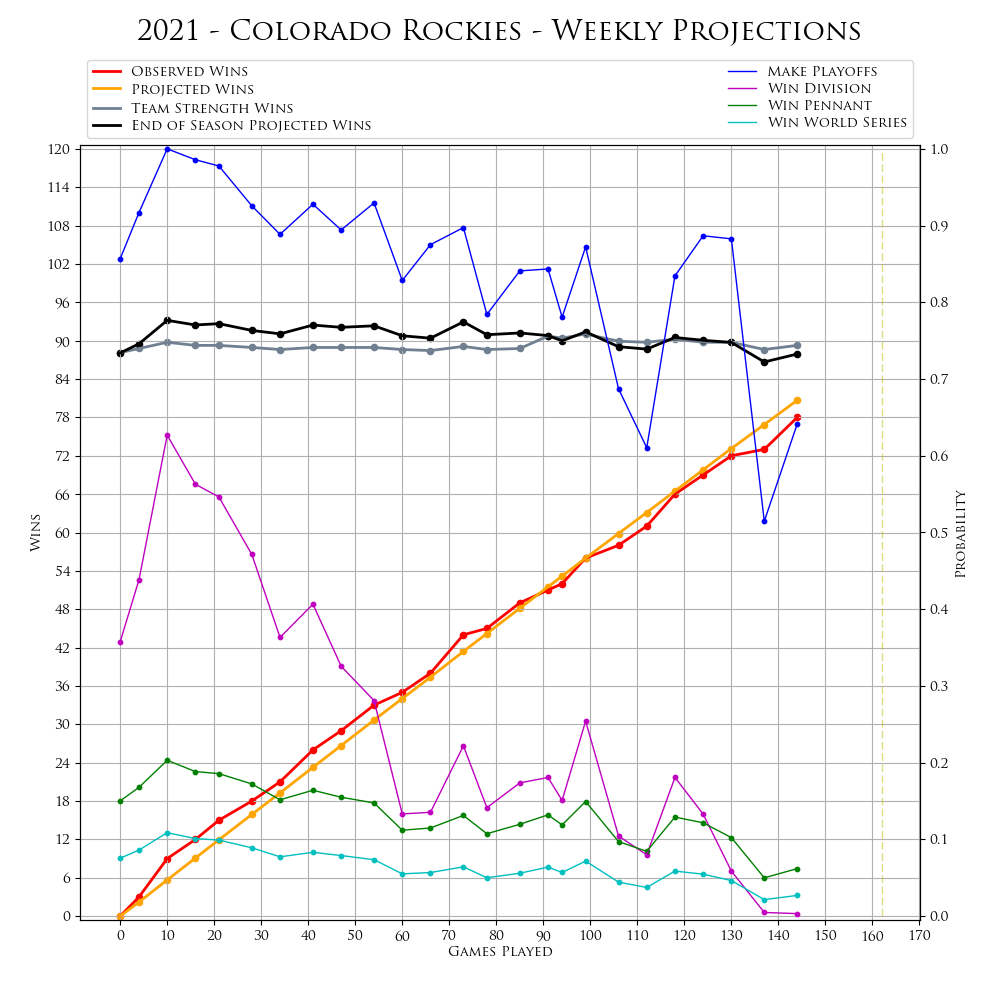 2021 - Colorado Rockies - Weekly Projections
Observed Wins
Projected Wins
Team Strength Wins
End of Season Projected Wins
Make Playoffs
Win Division
Win Pennant
Win World Series
120
114
108
102
96
90
84
78
72
66
60
54
48
42
36
30
24
18
12
6
0
Wins
1.0
0.9
0.8
0.7
0.6
0.5
0.4
0.3
0.2
0.1
0.0
Probability
0 10 20 30 40 50 60 70 80 90 100 110 120 130 140 150 160 170
Games Played